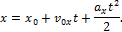 x = x₀ + v₀ₓt + aₓt²/2.